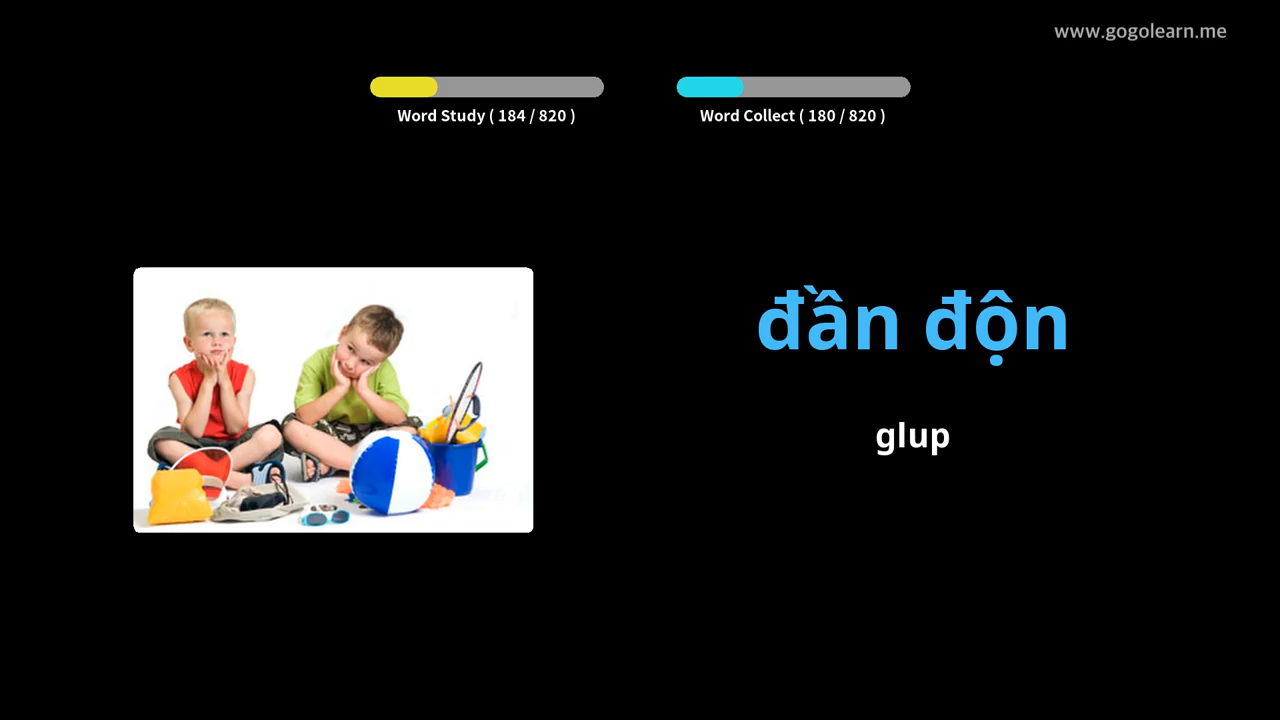 www.gogolearn.me
Word Study ( 184 / 820 )
Word Collect ( 180 / 820 )
đần độn
glup